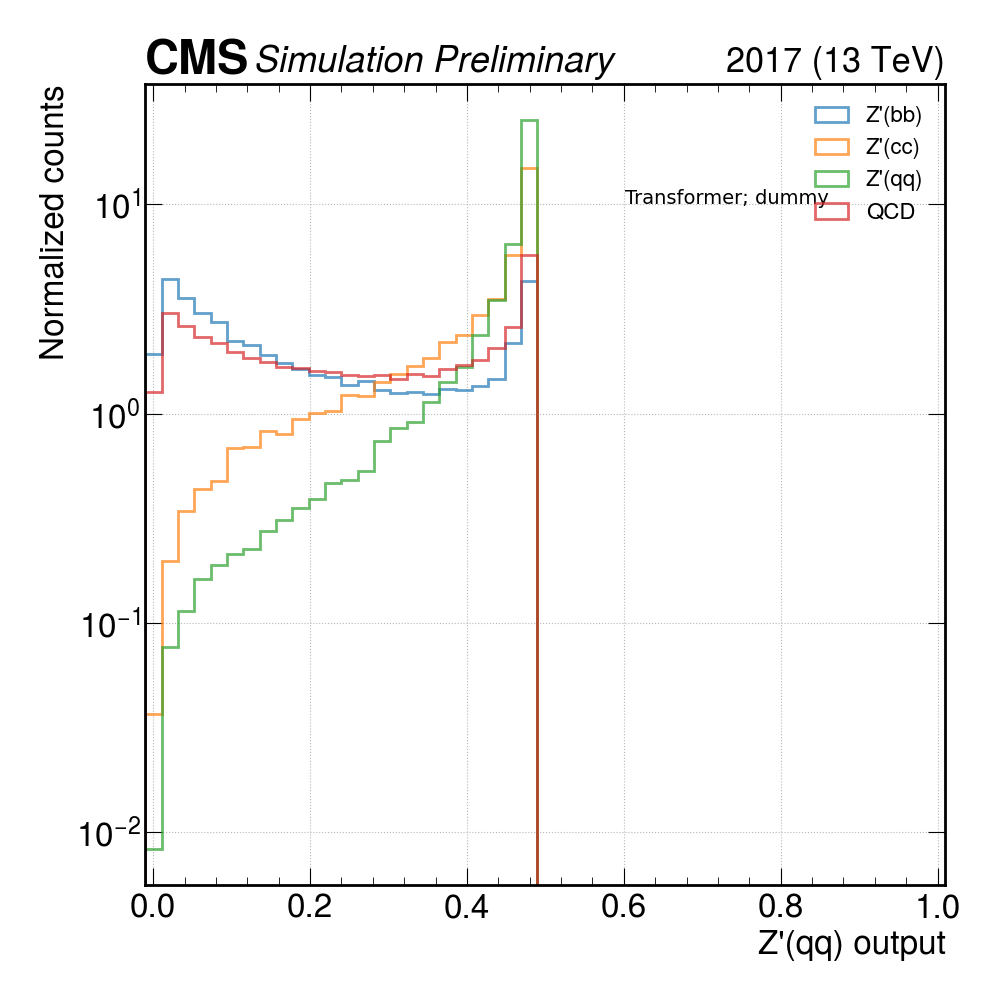 CMS Simulation Preliminary 2017 (13 TeV)
Normalized counts
Z'(bb)
Z'(cc)
Z'(qq)
QCD
Transformer; dummy
10^1
10^0
10^−1
10^−2
0.0 0.2 0.4 0.6 0.8 1.0
Z'(qq) output